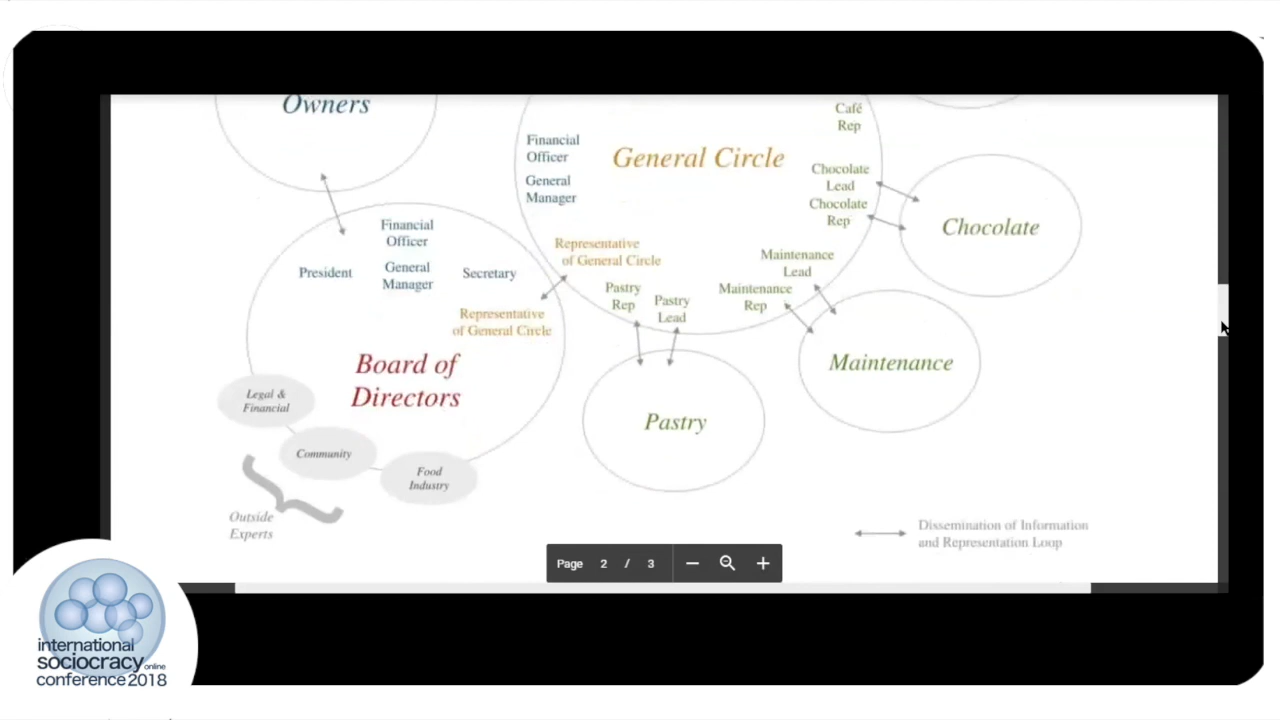 Owners
Financial
Officer
General
Manager
President
Secretary
Representative
of General Circle
Board of
Directors
Legal &
Financial
Community
Food
Industry
Outside
Experts
General Circle
Financial
Officer
General
Manager
Representative
of General Circle
Café
Rep
Chocolate
Lead
Chocolate
Rep
Maintenance
Lead
Maintenance
Rep
Pastry
Rep
Pastry
Lead
Chocolate
Maintenance
Pastry
Dissemination of Information
and Representation Loop
Page 2 / 3
international
sociocracy online
conference 2018